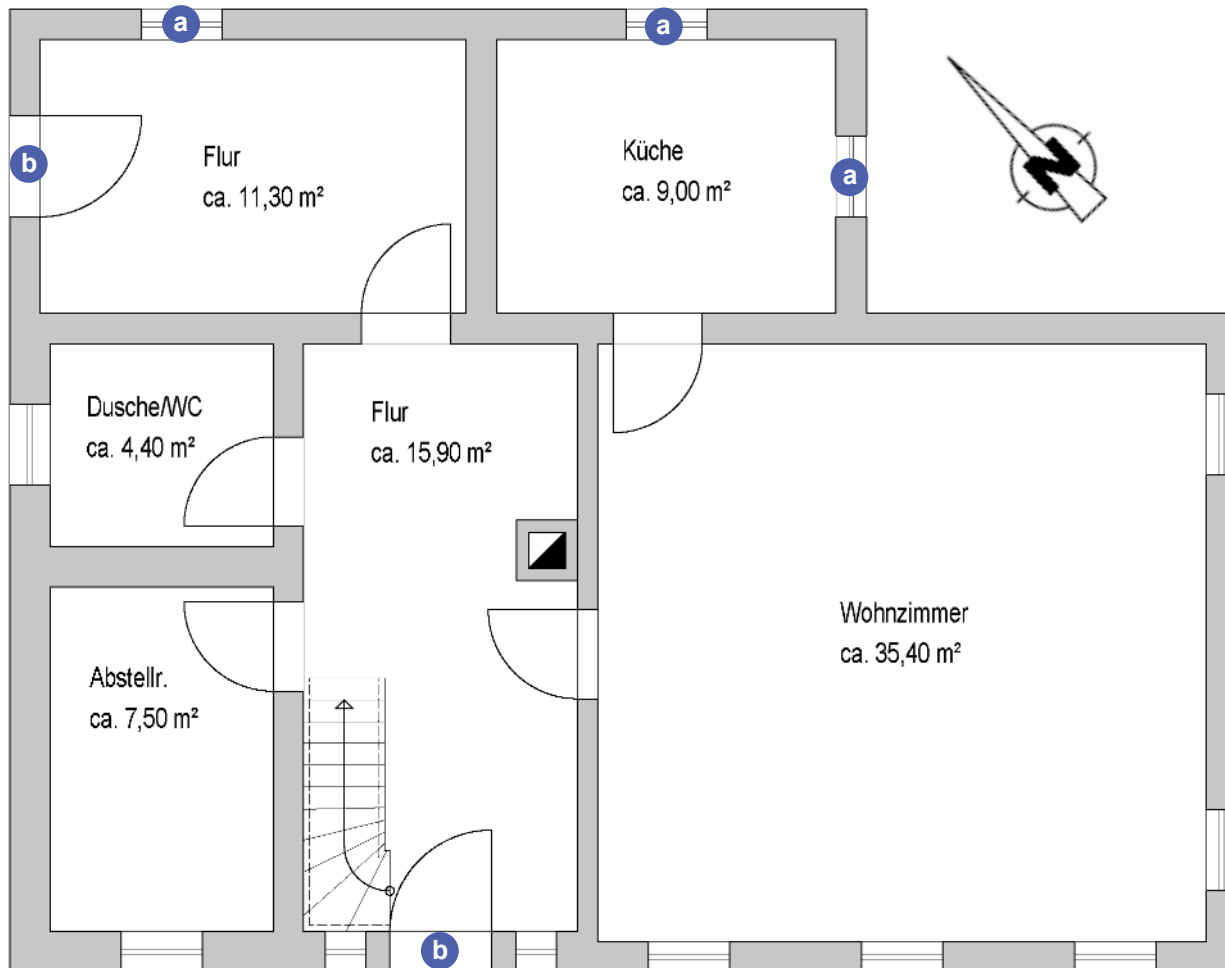 a
a
Flur
ca. 11,30 m²
Küche
ca. 9,00 m²
b
a
N
Dusche/WC
ca. 4,40 m²
Flur
ca. 15,90 m²
Wohnzimmer
ca. 35,40 m²
Abstellr.
ca. 7,50 m²
b